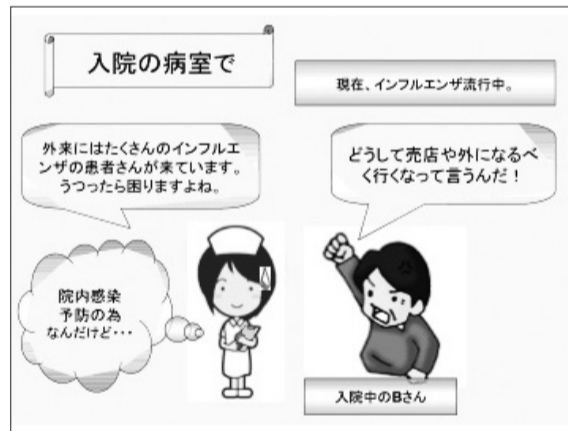 入院の病室で
現在、インフルエンザ流行中。
外来にはたくさんのインフルエ
ンザの患者さんが来ています。
うつったら困りますよね。
どうして売店や外になるべ
く行くなって言うんだ！
院内感染
予防の為
なんだけど・・・
入院中のBさん